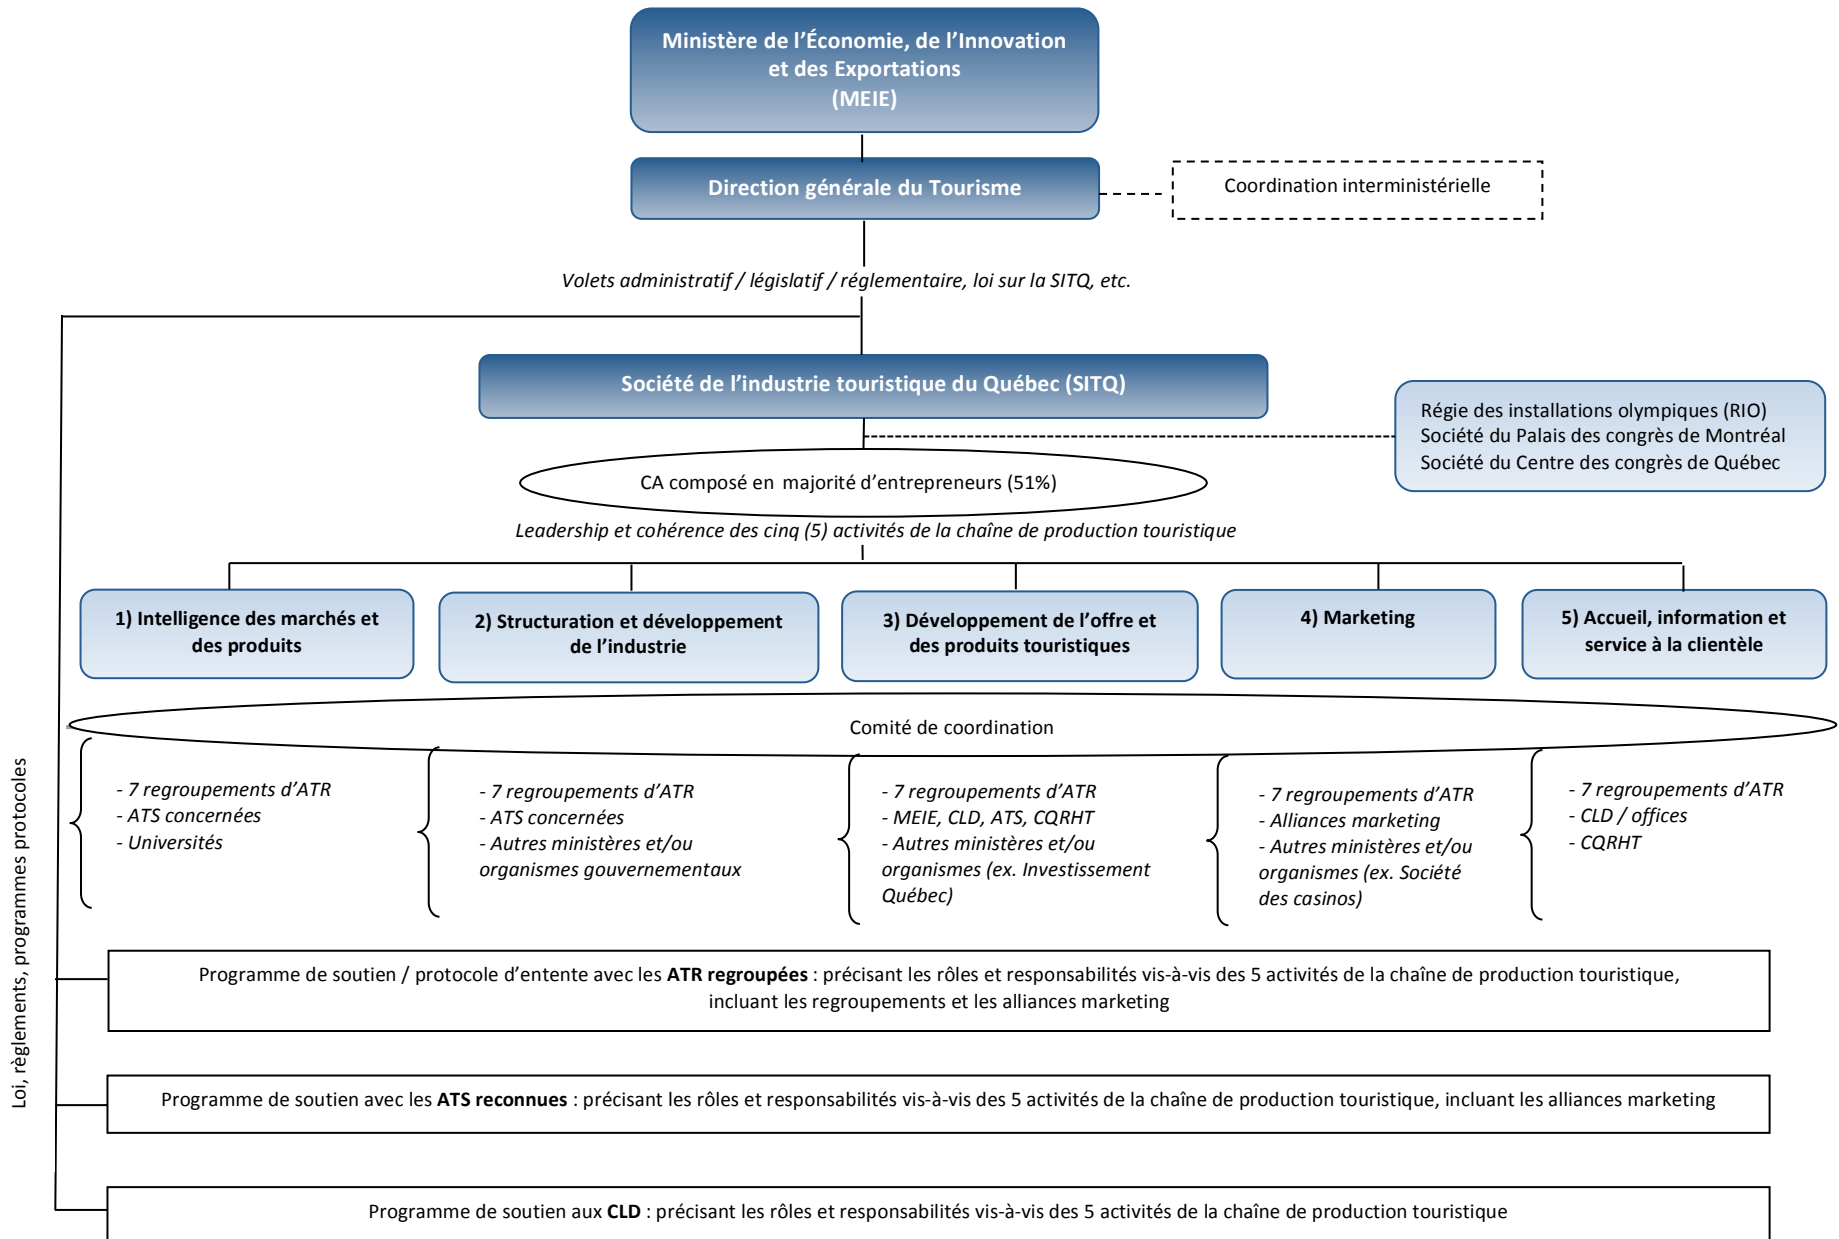 Ministère de l’Économie, de l’Innovation
et des Exportations
(MEIE)
Direction générale du Tourisme
Coordination interministérielle
Volets administratif / législatif / réglementaire, loi sur la SITQ, etc.
Société de l’industrie touristique du Québec (SITQ)
Régie des installations olympiques (RIO)
Société du Palais des congrès de Montréal
Société du Centre des congrès de Québec
CA composé en majorité d’entrepreneurs (51%)
Leadership et cohérence des cinq (5) activités de la chaîne de production touristique
1) Intelligence des marchés et
des produits
2) Structuration et développement
de l’industrie
3) Développement de l’offre et
des produits touristiques
4) Marketing
5) Accueil, information et
service à la clientèle
Comité de coordination
- 7 regroupements d’ATR
- ATS concernées
- Universités
- 7 regroupements d’ATR
- ATS concernées
- Autres ministères et/ou
organismes gouvernementaux
- 7 regroupements d’ATR
- MEIE, CLD, ATS, CQRHT
- Autres ministères et/ou
organismes (ex. Investissement
Québec)
- 7 regroupements d’ATR
- Alliances marketing
- Autres ministères et/ou
organismes (ex. Société
des casinos)
- 7 regroupements d’ATR
- CLD / offices
- CQRHT
Loi, règlements, programmes protocoles
Programme de soutien / protocole d’entente avec les ATR regroupées : précisant les rôles et responsabilités vis-à-vis des 5 activités de la chaîne de production touristique,
incluant les regroupements et les alliances marketing
Programme de soutien avec les ATS reconnues : précisant les rôles et responsabilités vis-à-vis des 5 activités de la chaîne de production touristique, incluant les alliances marketing
Programme de soutien aux CLD : précisant les rôles et responsabilités vis-à-vis des 5 activités de la chaîne de production touristique